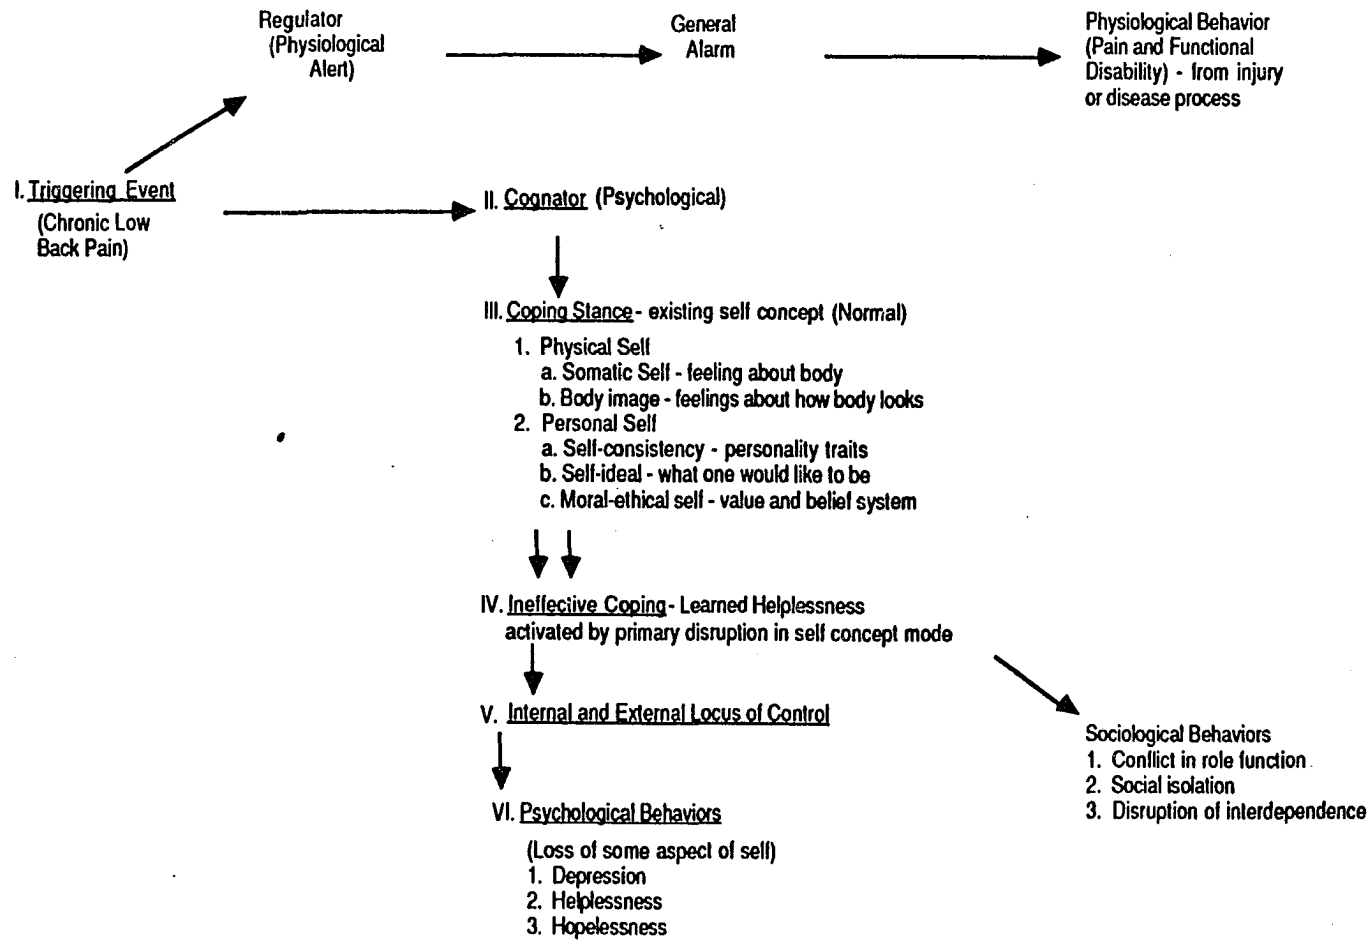 Regulator
(Physiological
Alert)
General
Alarm
Physiological Behavior
(Pain and Functional
Disability) - from injury
or disease process
I. Triggering Event
(Chronic Low
Back Pain)
II. Cognator (Psychological)
III. Coping Stance - existing self concept (Normal)
1. Physical Self
a. Somatic Self - feeling about body
b. Body image - feelings about how body looks
2. Personal Self
a. Self-consistency - personality traits
b. Self-ideal - what one would like to be
c. Moral-ethical self - value and belief system
IV. Ineffective Coping - Learned Helplessness
activated by primary disruption in self concept mode
V. Internal and External Locus of Control
Sociological Behaviors
1. Conflict in role function
2. Social isolation
3. Disruption of interdependence
VI. Psychological Behaviors
(Loss of some aspect of self)
1. Depression
2. Helplessness
3. Hopelessness